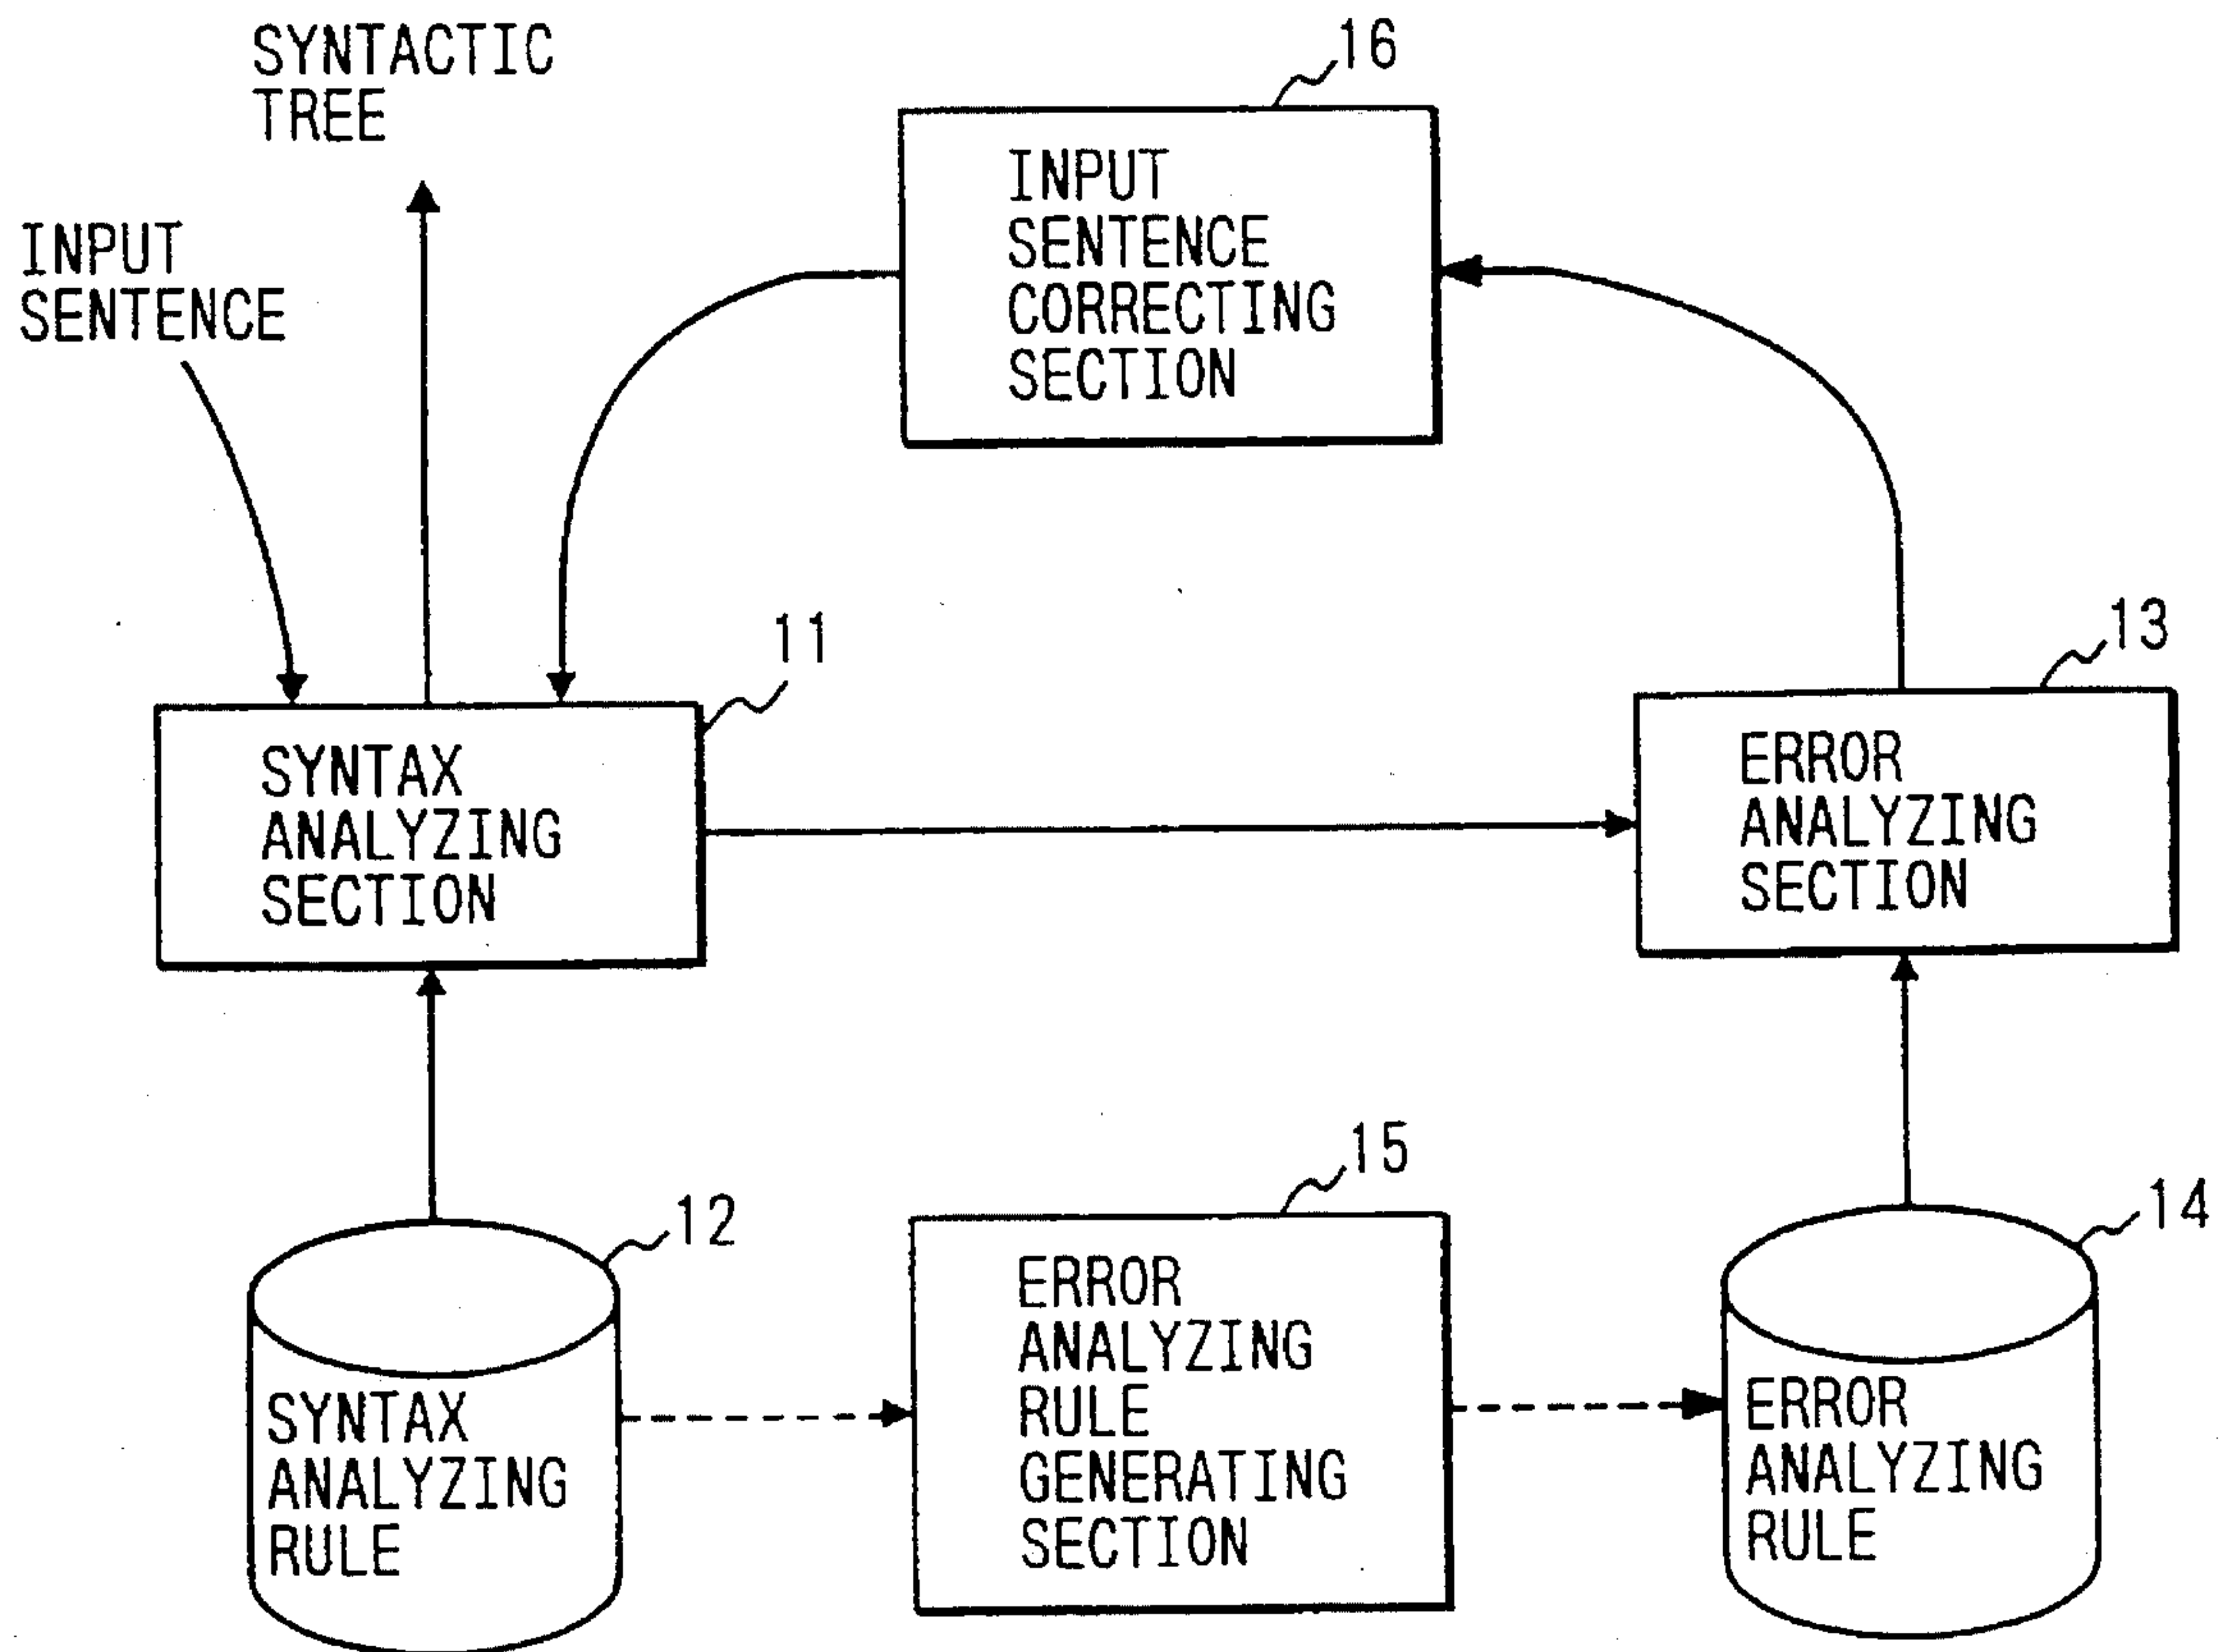 SYNTACTIC
TREE
16
INPUT
SENTENCE
INPUT
SENTENCE
CORRECTING
SECTION
11
13
SYNTAX
ANALYZING
SECTION
ERROR
ANALYZING
SECTION
12
15
14
SYNTAX
ANALYZING
RULE
ERROR
ANALYZING
RULE
GENERATING
SECTION
ERROR
ANALYZING
RULE